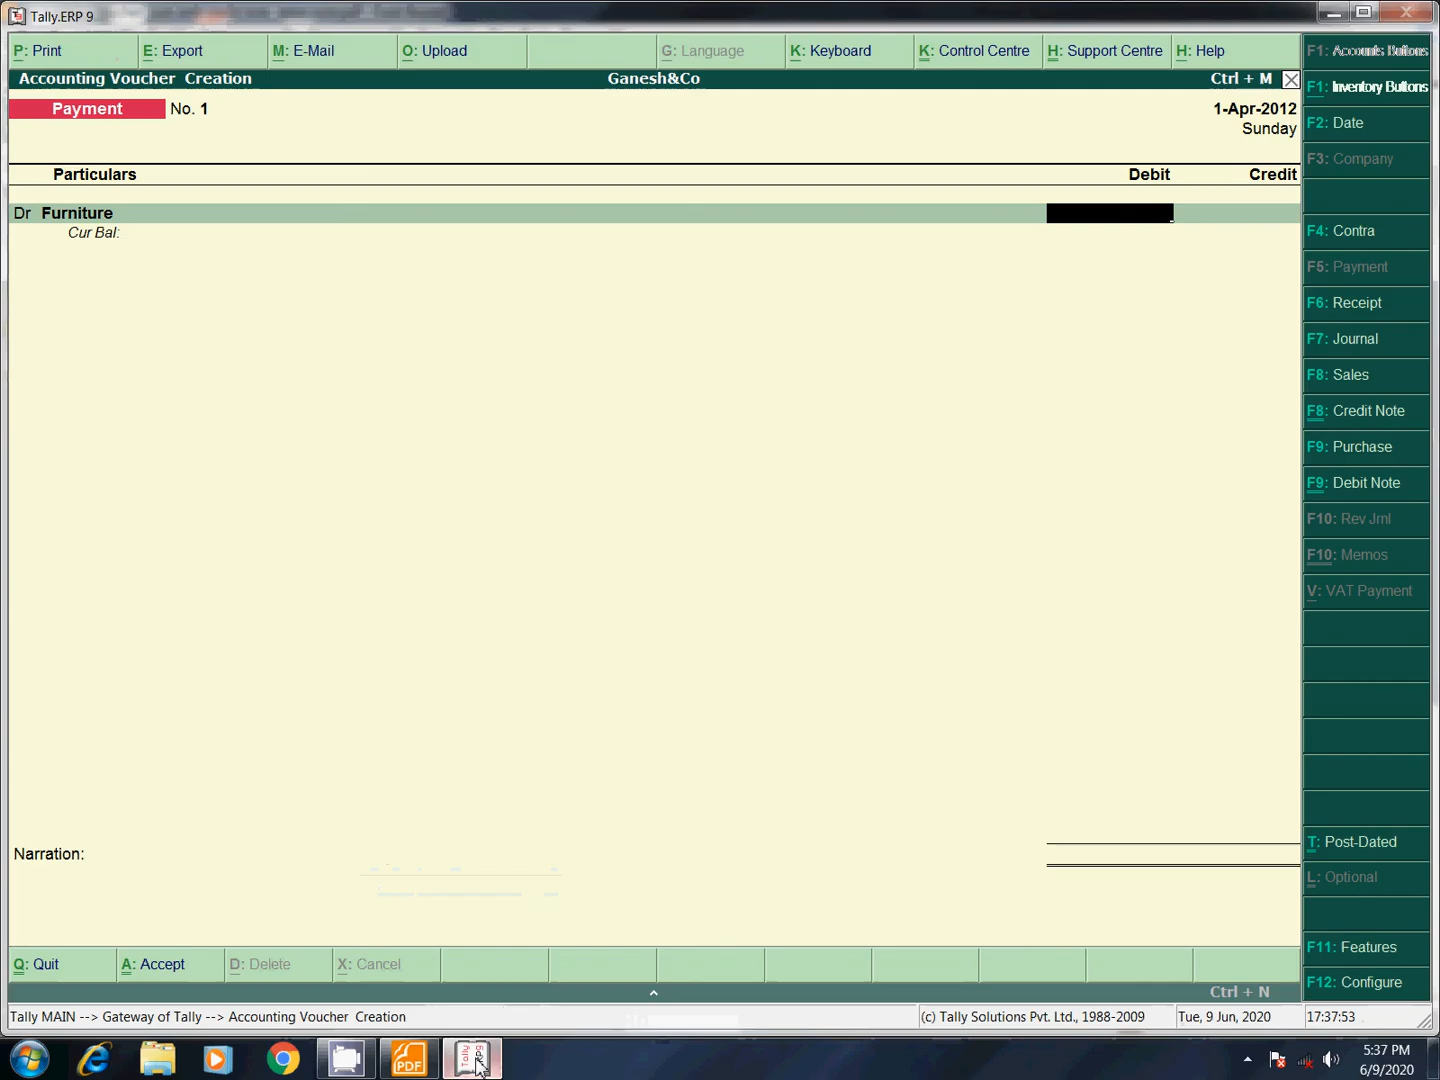 Tally.ERP 9
P: Print
E: Export
M: E-Mail
O: Upload
G: Language
K: Keyboard
K: Control Centre
H: Support Centre
H: Help
Accounting Voucher Creation
Ganesh&Co
Ctrl + M
Payment
No. 1
1-Apr-2012
Sunday
Particulars
Debit
Credit
Dr Furniture
Cur Bal:
Narration:
F1: Accounts Buttons
F1: Inventory Buttons
F2: Date
F3: Company
F4: Contra
F5: Payment
F6: Receipt
F7: Journal
F8: Sales
F8: Credit Note
F9: Purchase
F9: Debit Note
F10: Rev Jrnl
F10: Memos
V: VAT Payment
T: Post-Dated
L: Optional
F11: Features
F12: Configure
Q: Quit
A: Accept
D: Delete
X: Cancel
Ctrl + N
Tally MAIN --> Gateway of Tally --> Accounting Voucher Creation
(c) Tally Solutions Pvt. Ltd., 1988-2009
Tue, 9 Jun, 2020
17:37:53
PDF
Tally
5:37 PM
6/9/2020